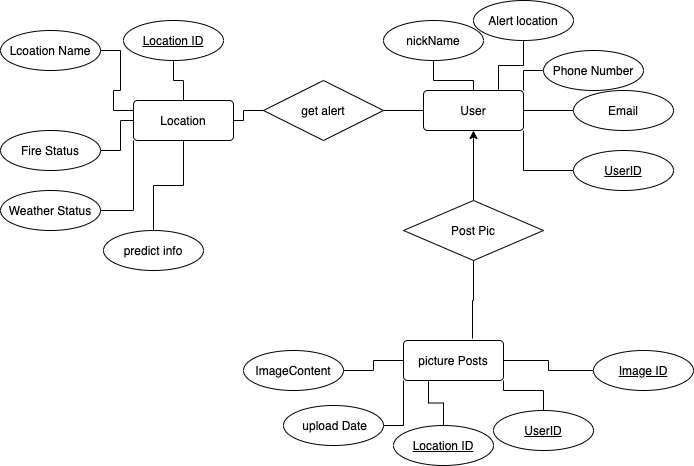 Alert location
nickName
Location ID
Lcoation Name
Phone Number
Location
get alert
User
Email
Fire Status
UserID
Weather Status
Post Pic
predict info
picture Posts
ImageContent
Image ID
upload Date
UserID
Location ID